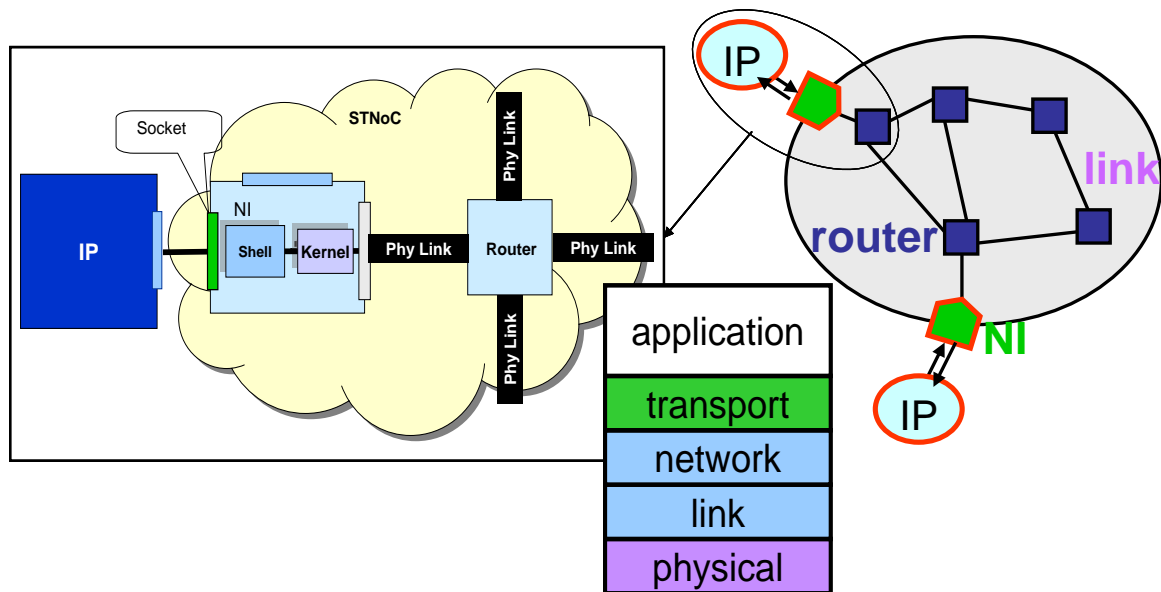 STNoC
Socket
NI
IP
Shell
Kernel
Phy Link
Router
Phy Link
Phy Link
Phy Link
IP
link
router
NI
IP
application
transport
network
link
physical